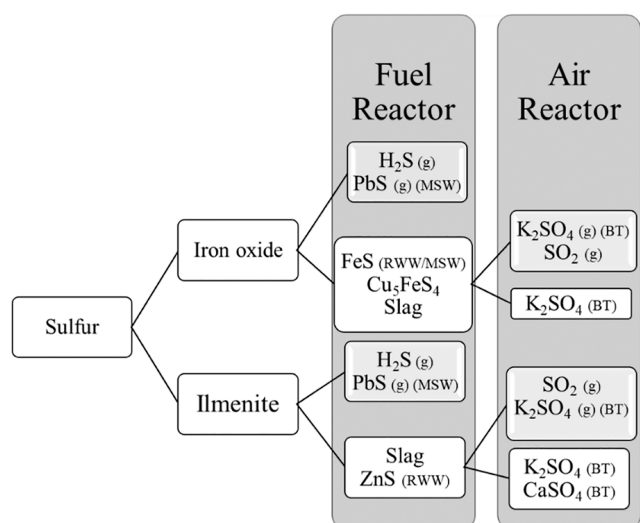 Fuel
Reactor
Air
Reactor
H₂S (g)
PbS (g) (MSW)
Iron oxide
FeS (RWW/MSW)
Cu₅FeS₄
Slag
K₂SO₄ (g) (BT)
SO₂ (g)
K₂SO₄ (BT)
Sulfur
H₂S (g)
PbS (g) (MSW)
Ilmenite
Slag
ZnS (RWW)
SO₂ (g)
K₂SO₄ (g) (BT)
K₂SO₄ (BT)
CaSO₄ (BT)